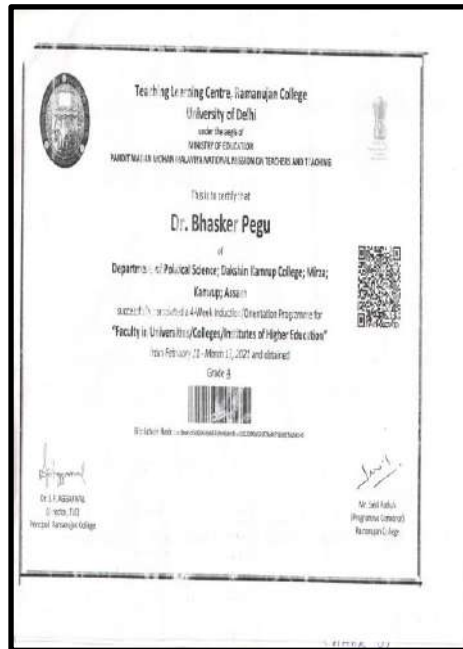 Teaching Learning Centre, Ramanujan College
University of Delhi
under the aegis of
MINISTRY OF EDUCATION
PANDIT MADAN MOHAN MALAVIYA NATIONAL MISSION ON TEACHERS AND TEACHING
This is to certify that
Dr. Bhasker Pegu
of
Department of Political Science; Dakshin Kamrup College; Mirza;
Kamrup; Assam
successfully completed a 4-Week Induction/Orientation Programme for
"Faculty in Universities/Colleges/Institutes of Higher Education"
from February - March 2021 and obtained
Grade A
Dr. S.P. AGGARWAL
Director, TLC
Principal, Ramanujan College
Mr.
(Programme Convenor)
Ramanujan College